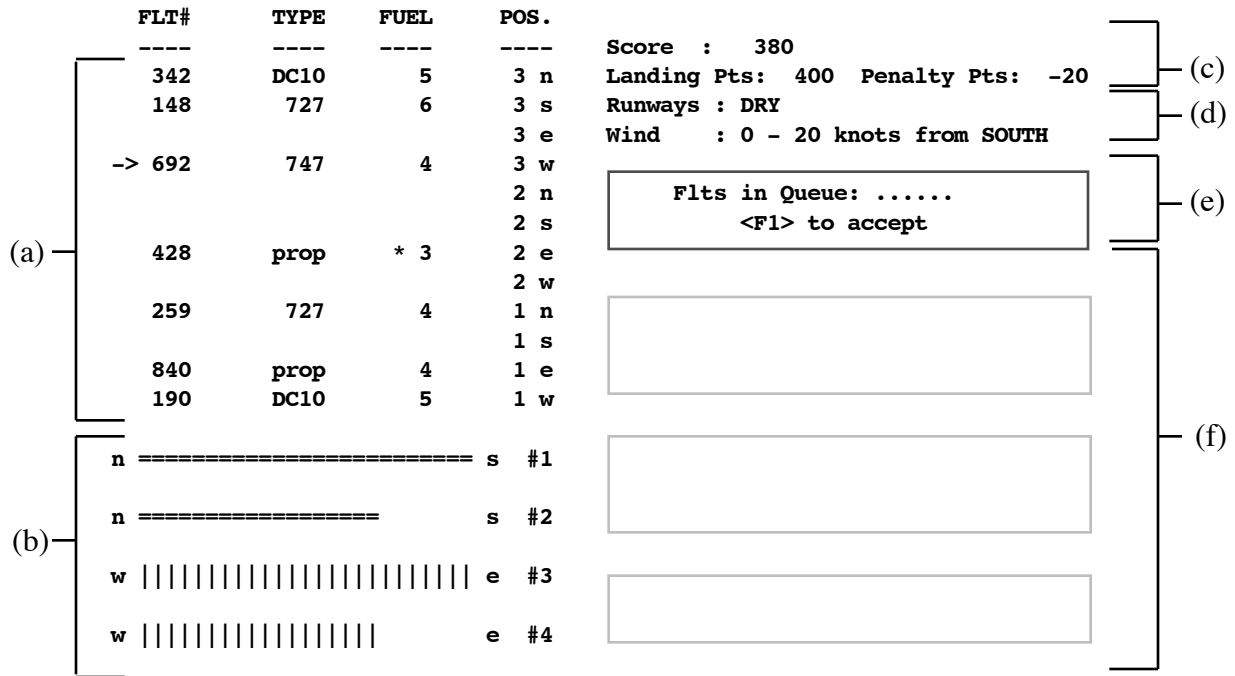 FLT# TYPE FUEL POS.
---- ---- ---- ----
342 DC10 5 3 n
148 727 6 3 s
3 e
-> 692 747 4 3 w
2 n
2 s
428 prop * 3 2 e
2 w
259 727 4 1 n
1 s
840 prop 4 1 e
190 DC10 5 1 w
(a)
n ========================= s #1
n ================== s #2
w ||||||||||||||||||||||||| e #3
w |||||||||||||||||| e #4
(b)
Score : 380
Landing Pts: 400 Penalty Pts: -20
(c)
Runways : DRY
Wind : 0 - 20 knots from SOUTH
(d)
Flts in Queue: ......
<F1> to accept
(e)
(f)